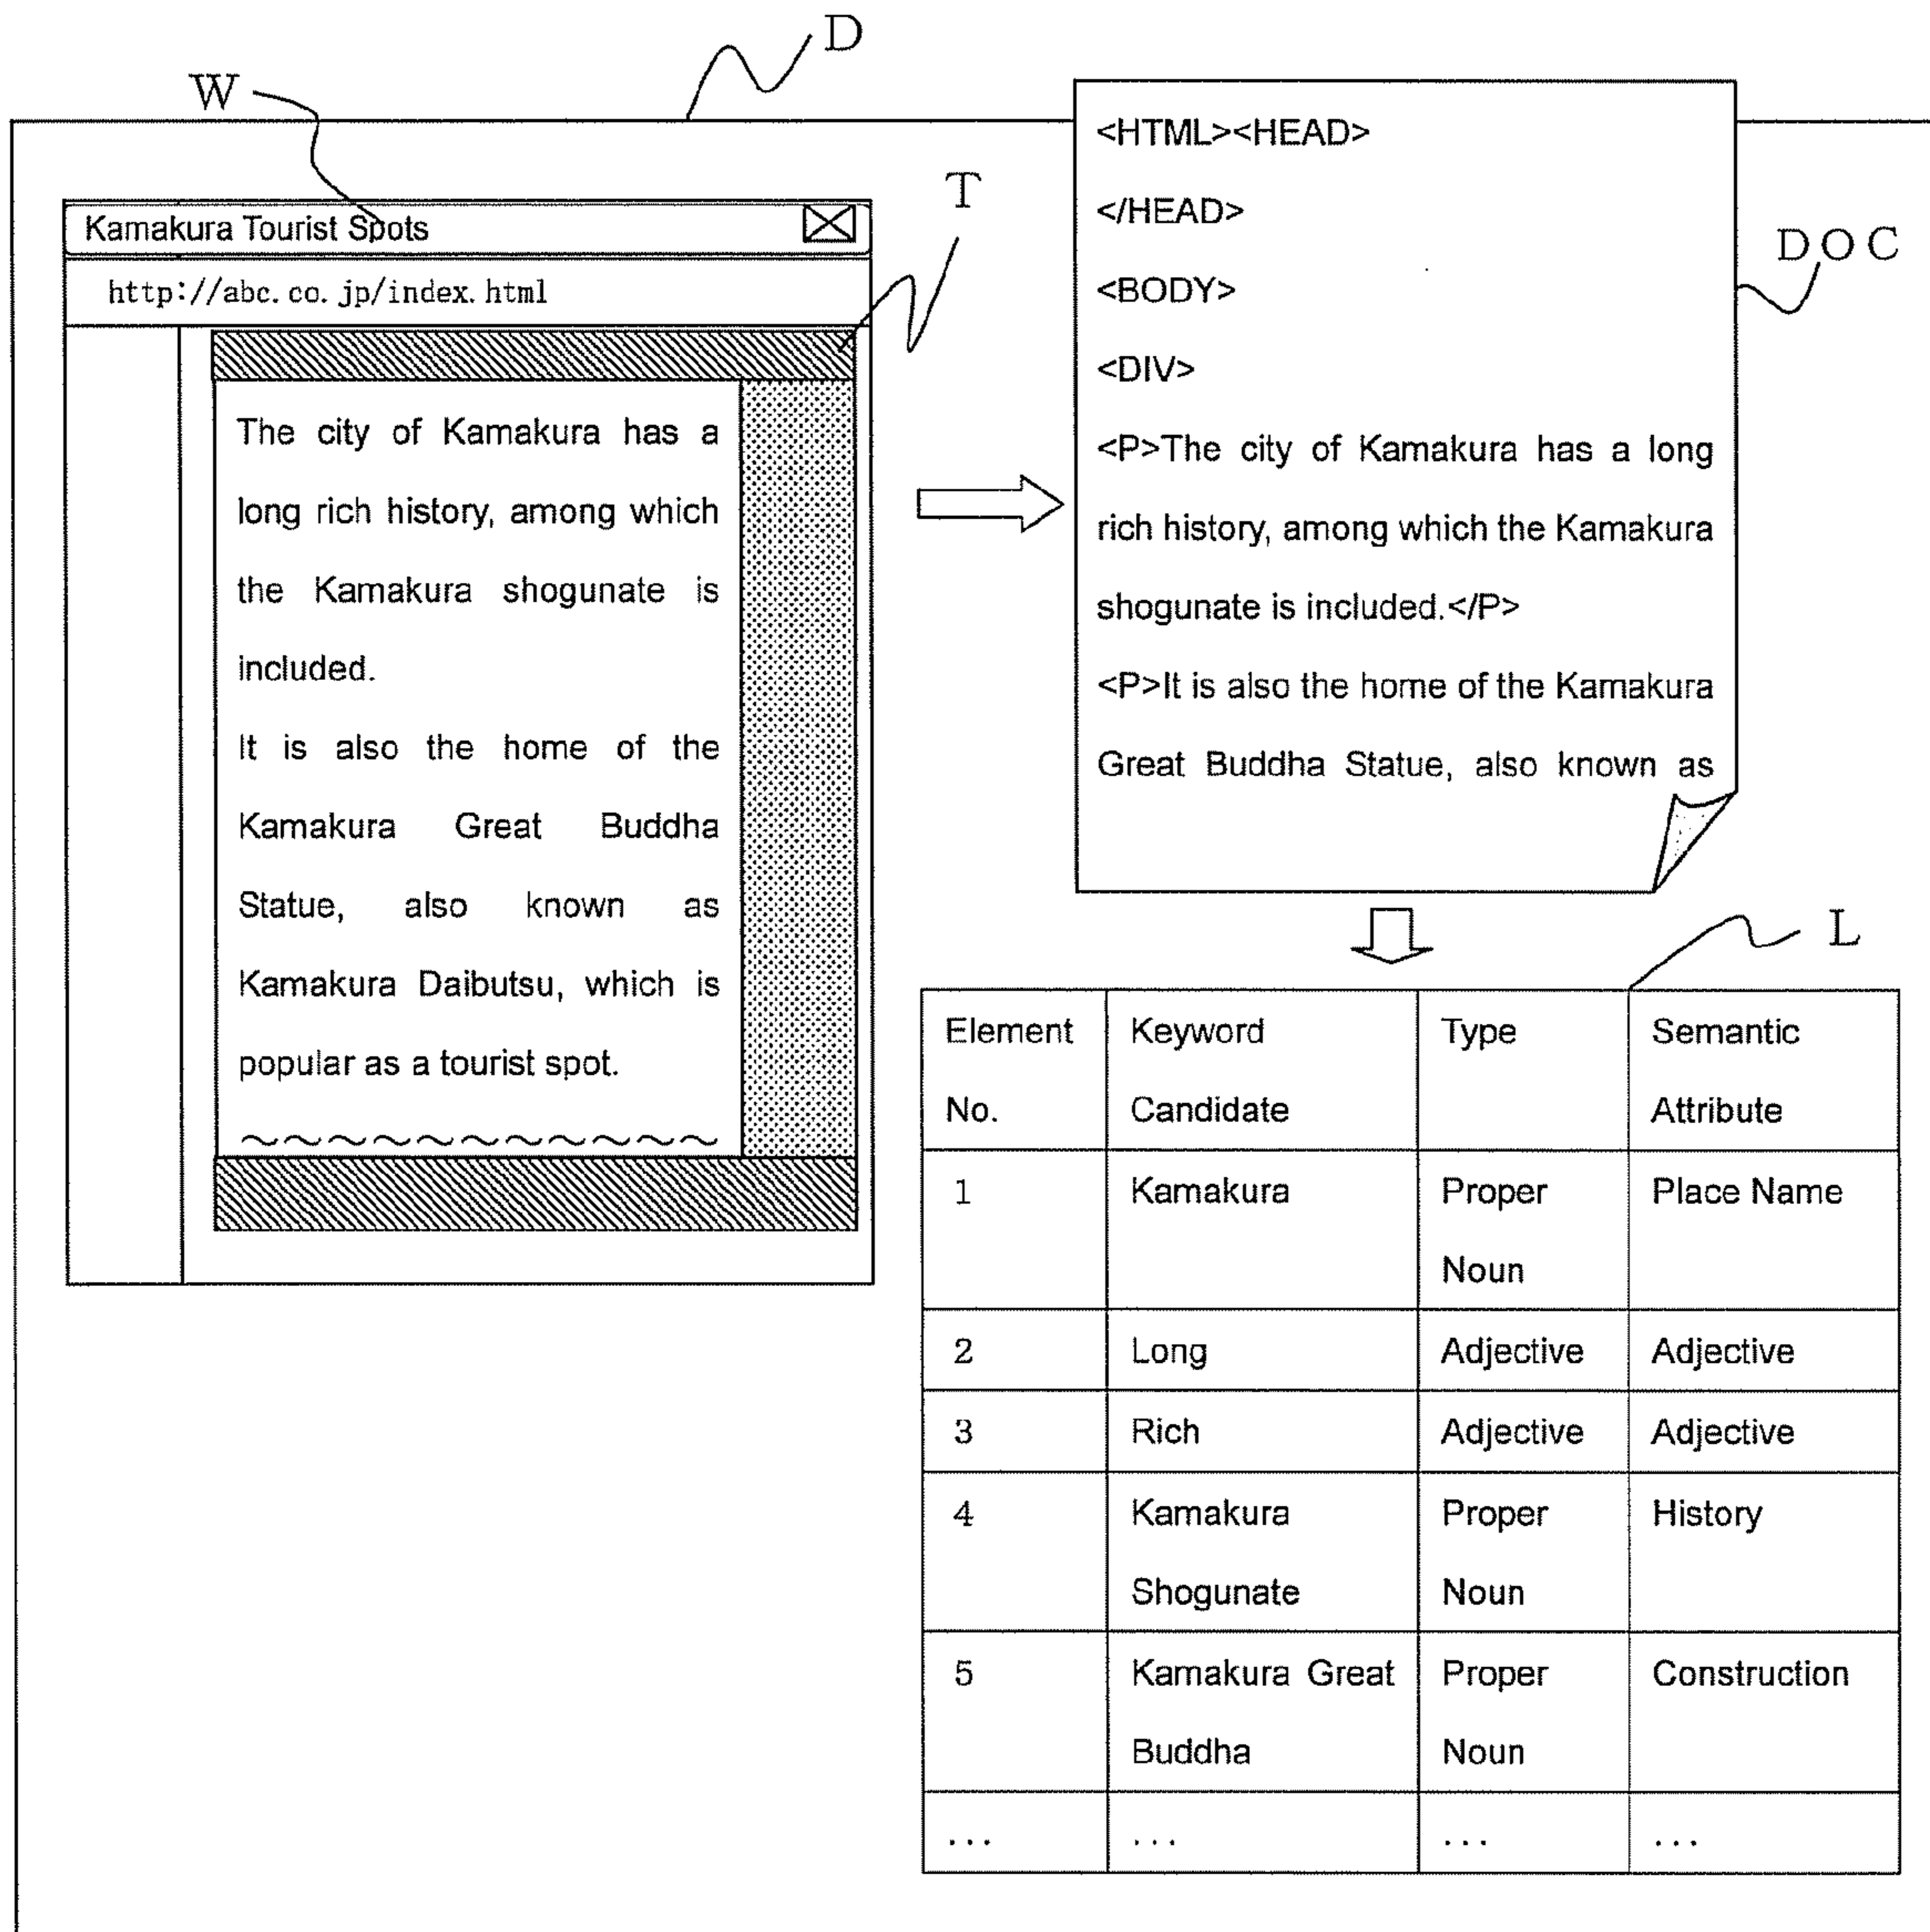 D
W
Kamakura Tourist Spots
http://abc.co.jp/index.html
T
The city of Kamakura has a
long rich history, among which
the Kamakura shogunate is
included.
It is also the home of the
Kamakura Great Buddha
Statue, also known as
Kamakura Daibutsu, which is
popular as a tourist spot.
<HTML><HEAD>
</HEAD>
<BODY>
<DIV>
<P>The city of Kamakura has a long
rich history, among which the Kamakura
shogunate is included.</P>
<P>It is also the home of the Kamakura
Great Buddha Statue, also known as
DOC
L
Element No. Keyword Candidate Type Semantic Attribute
1 Kamakura Proper Noun Place Name
2 Long Adjective Adjective
3 Rich Adjective Adjective
4 Kamakura Shogunate Proper Noun History
5 Kamakura Great Buddha Proper Noun Construction
... ... ... ...